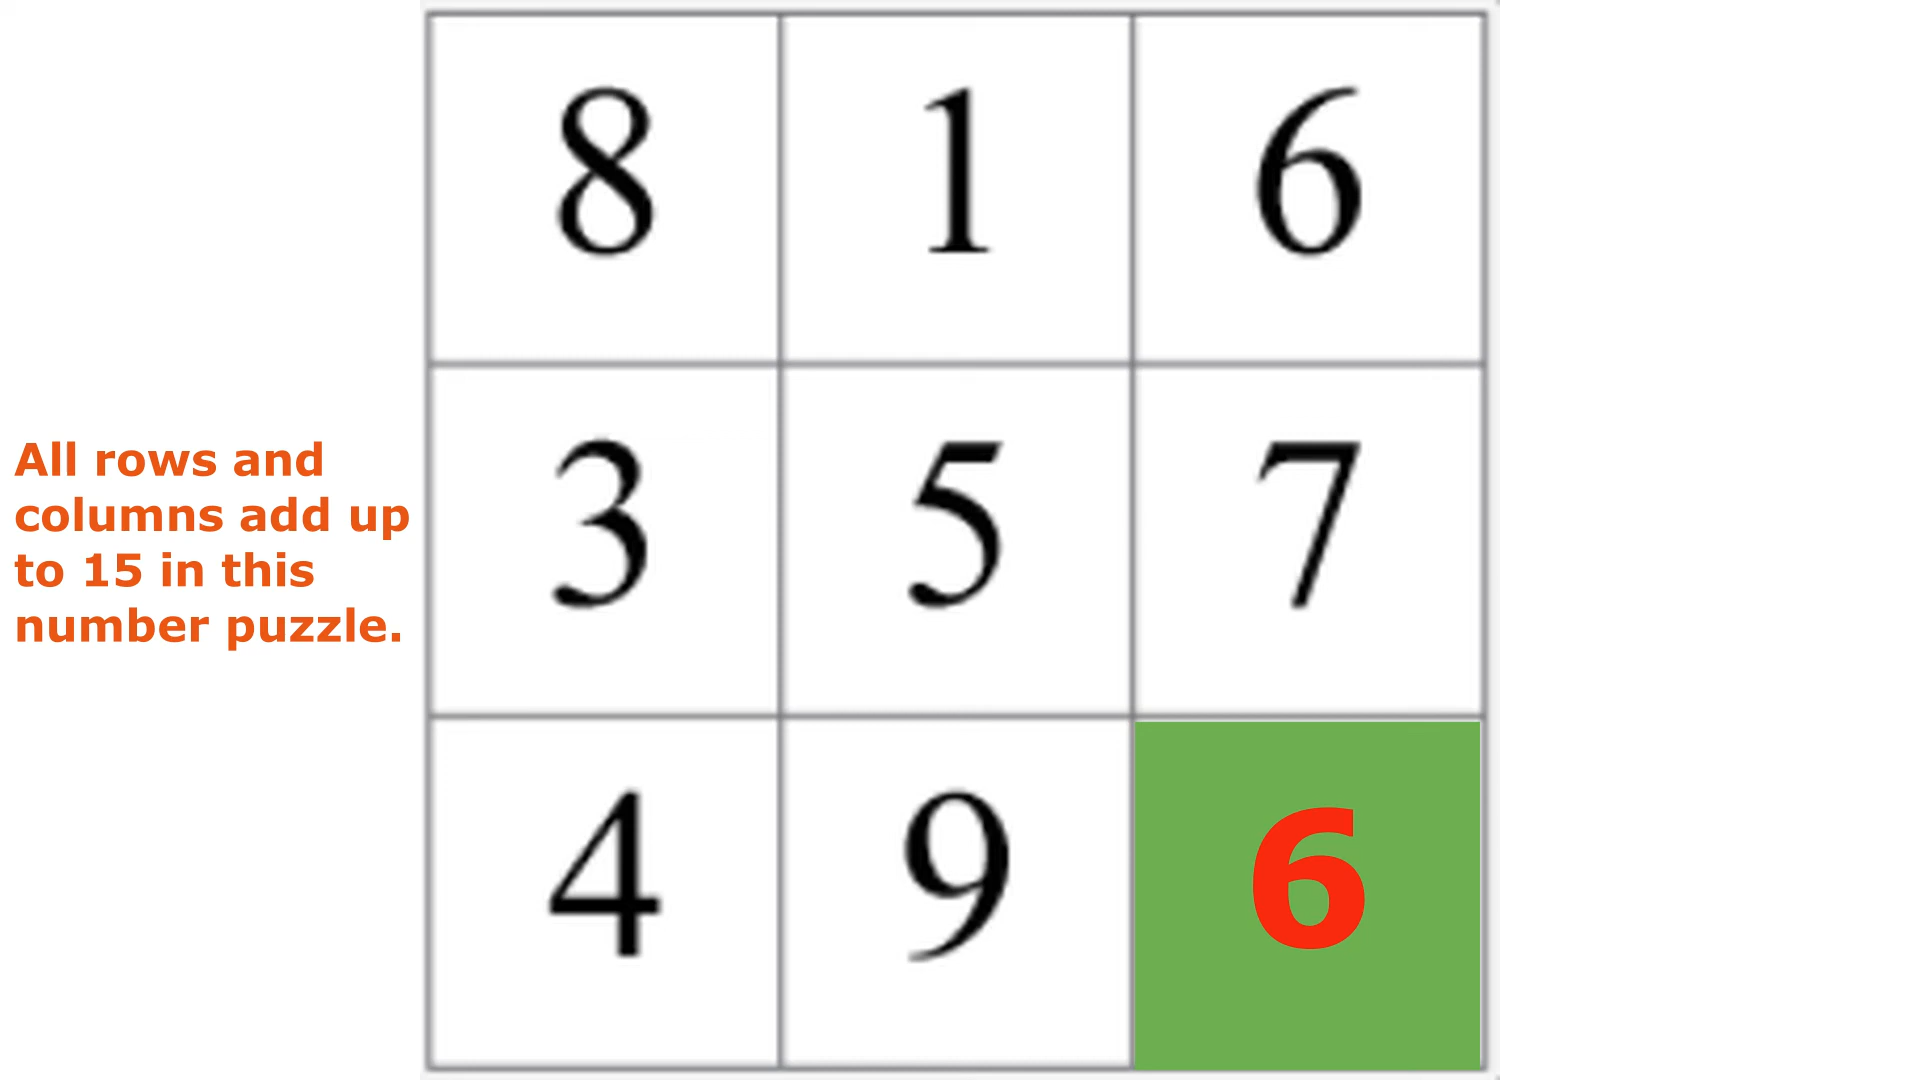 8 1 6
3 5 7
All rows and
columns add up
to 15 in this
number puzzle.
4 9 6